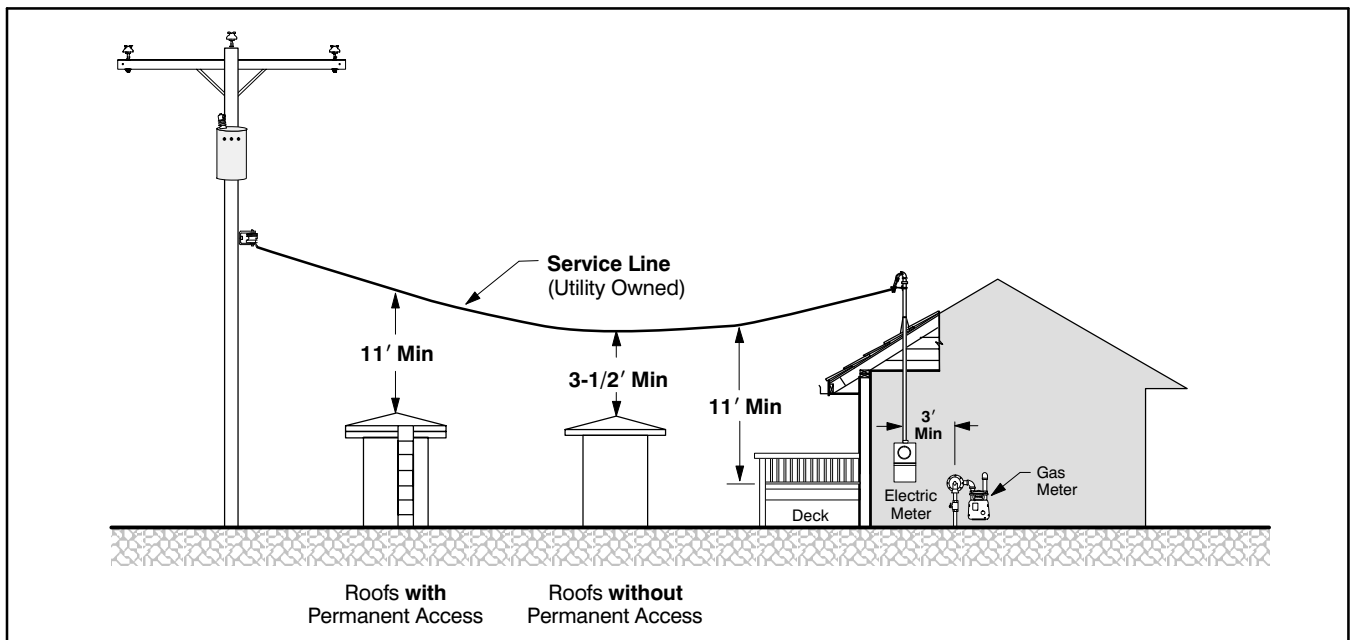 Service Line
(Utility Owned)
11′ Min
3-1/2′ Min
11′ Min
3′
Min
Gas
Meter
Electric
Meter
Deck
Roofs with
Permanent Access
Roofs without
Permanent Access